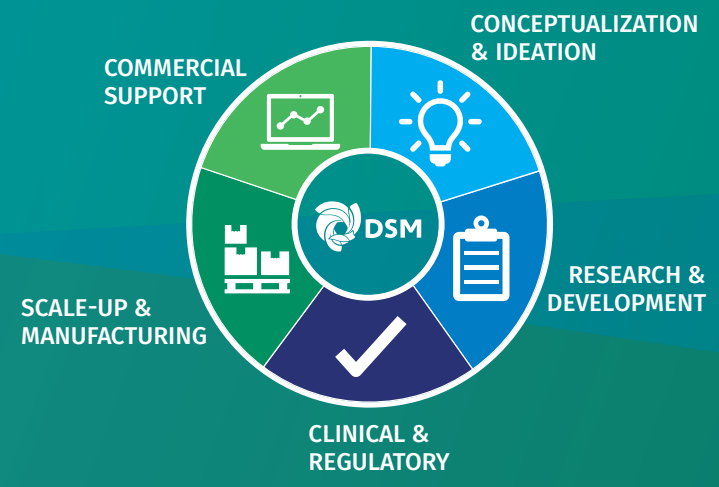 CONCEPTUALIZATION
& IDEATION
COMMERCIAL
SUPPORT
DSM
RESEARCH &
DEVELOPMENT
SCALE-UP &
MANUFACTURING
CLINICAL &
REGULATORY